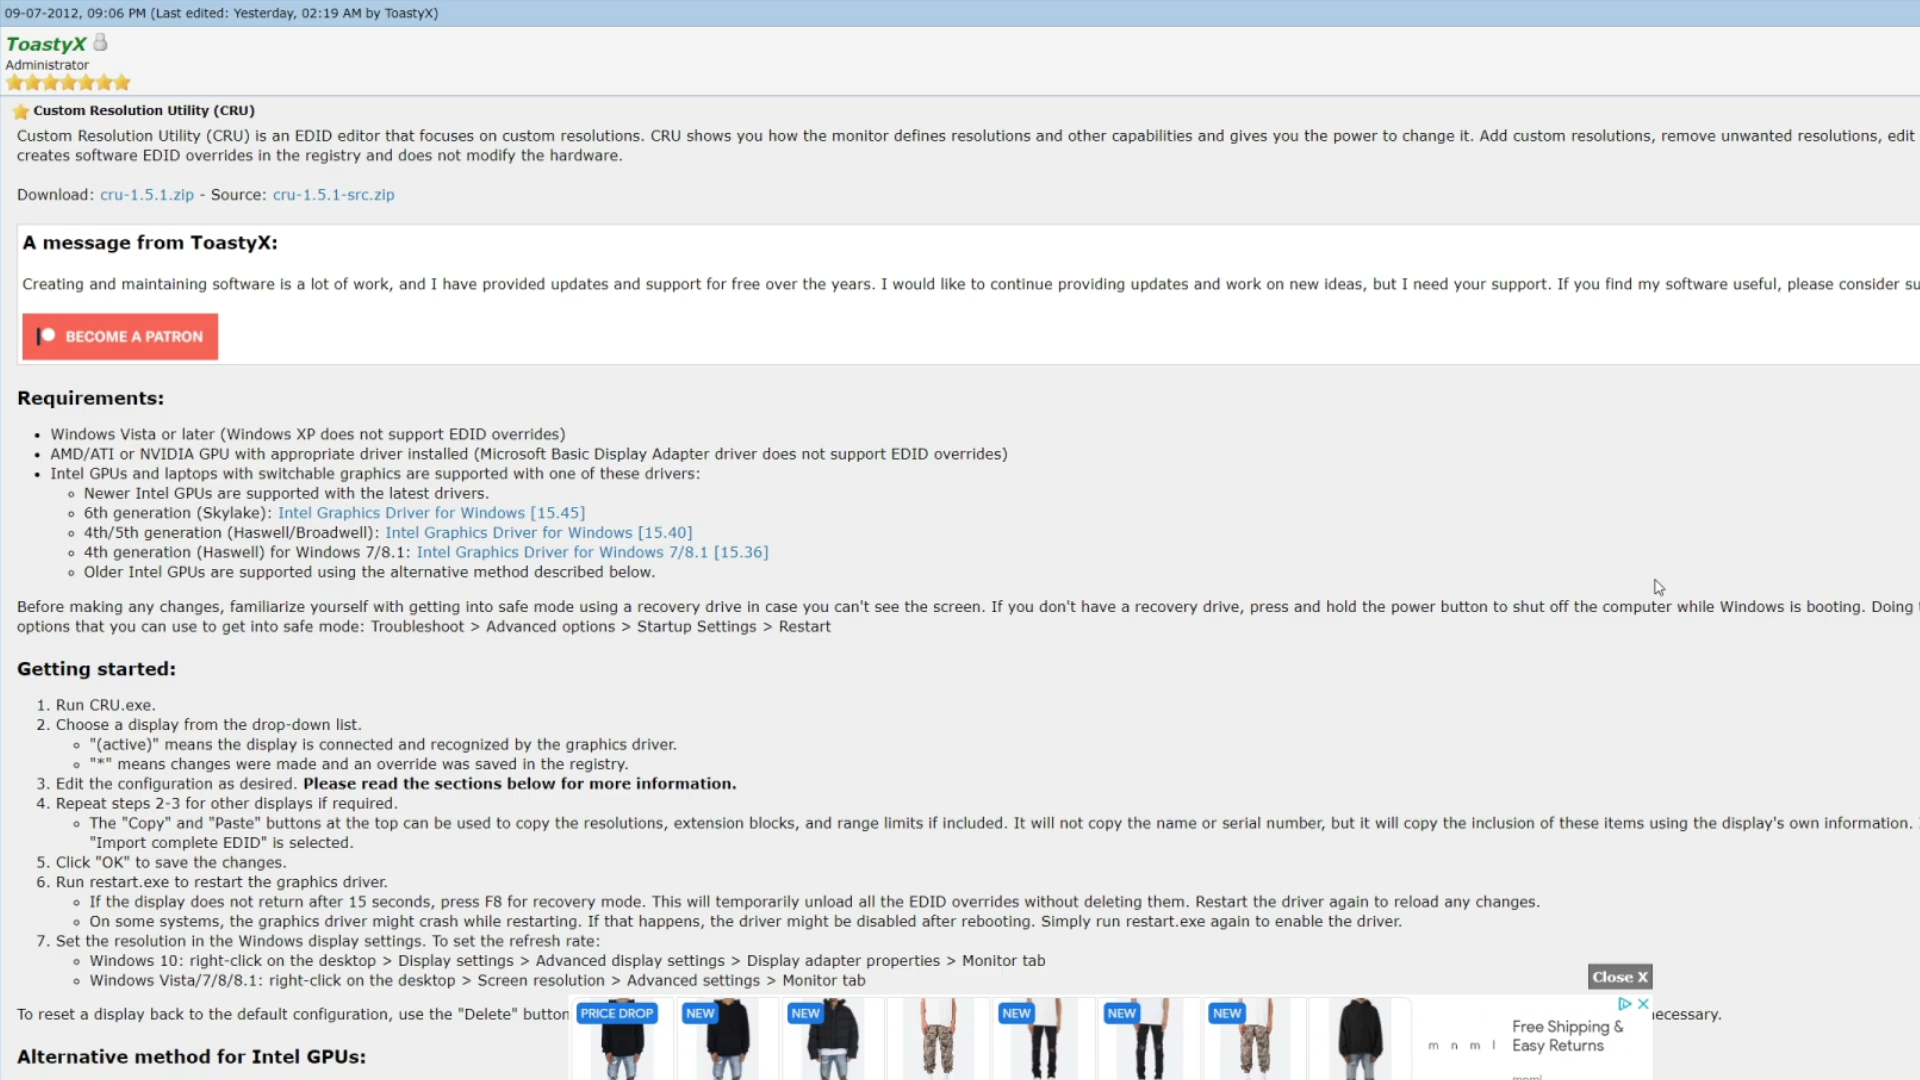 09-07-2012, 09:06 PM (Last edited: Yesterday, 02:19 AM by ToastyX)
ToastyX
Administrator
Custom Resolution Utility (CRU)
Custom Resolution Utility (CRU) is an EDID editor that focuses on custom resolutions. CRU shows you how the monitor defines resolutions and other capabilities and gives you the power to change it. Add custom resolutions, remove unwanted resolutions, edit
creates software EDID overrides in the registry and does not modify the hardware.
Download: cru-1.5.1.zip - Source: cru-1.5.1-src.zip
A message from ToastyX:
Creating and maintaining software is a lot of work, and I have provided updates and support for free over the years. I would like to continue providing updates and work on new ideas, but I need your support. If you find my software useful, please consider su
BECOME A PATRON
Requirements:
• Windows Vista or later (Windows XP does not support EDID overrides)
• AMD/ATI or NVIDIA GPU with appropriate driver installed (Microsoft Basic Display Adapter driver does not support EDID overrides)
• Intel GPUs and laptops with switchable graphics are supported with one of these drivers:
◦ Newer Intel GPUs are supported with the latest drivers.
◦ 6th generation (Skylake): Intel Graphics Driver for Windows [15.45]
◦ 4th/5th generation (Haswell/Broadwell): Intel Graphics Driver for Windows [15.40]
◦ 4th generation (Haswell) for Windows 7/8.1: Intel Graphics Driver for Windows 7/8.1 [15.36]
◦ Older Intel GPUs are supported using the alternative method described below.
Before making any changes, familiarize yourself with getting into safe mode using a recovery drive in case you can't see the screen. If you don't have a recovery drive, press and hold the power button to shut off the computer while Windows is booting. Doing
options that you can use to get into safe mode: Troubleshoot > Advanced options > Startup Settings > Restart
Getting started:
1. Run CRU.exe.
2. Choose a display from the drop-down list.
◦ "(active)" means the display is connected and recognized by the graphics driver.
◦ "*" means changes were made and an override was saved in the registry.
3. Edit the configuration as desired. Please read the sections below for more information.
4. Repeat steps 2-3 for other displays if required.
◦ The "Copy" and "Paste" buttons at the top can be used to copy the resolutions, extension blocks, and range limits if included. It will not copy the name or serial number, but it will copy the inclusion of these items using the display's own information.
"Import complete EDID" is selected.
5. Click "OK" to save the changes.
6. Run restart.exe to restart the graphics driver.
◦ If the display does not return after 15 seconds, press F8 for recovery mode. This will temporarily unload all the EDID overrides without deleting them. Restart the driver again to reload any changes.
◦ On some systems, the graphics driver might crash while restarting. If that happens, the driver might be disabled after rebooting. Simply run restart.exe again to enable the driver.
7. Set the resolution in the Windows display settings. To set the refresh rate:
◦ Windows 10: right-click on the desktop > Display settings > Advanced display settings > Display adapter properties > Monitor tab
◦ Windows Vista/7/8/8.1: right-click on the desktop > Screen resolution > Advanced settings > Monitor tab
Close X
To reset a display back to the default configuration, use the "Delete" button ecessary.
PRICE DROP
NEW
NEW
NEW
NEW
NEW
m n m l
Free Shipping &
Easy Returns
Alternative method for Intel GPUs: